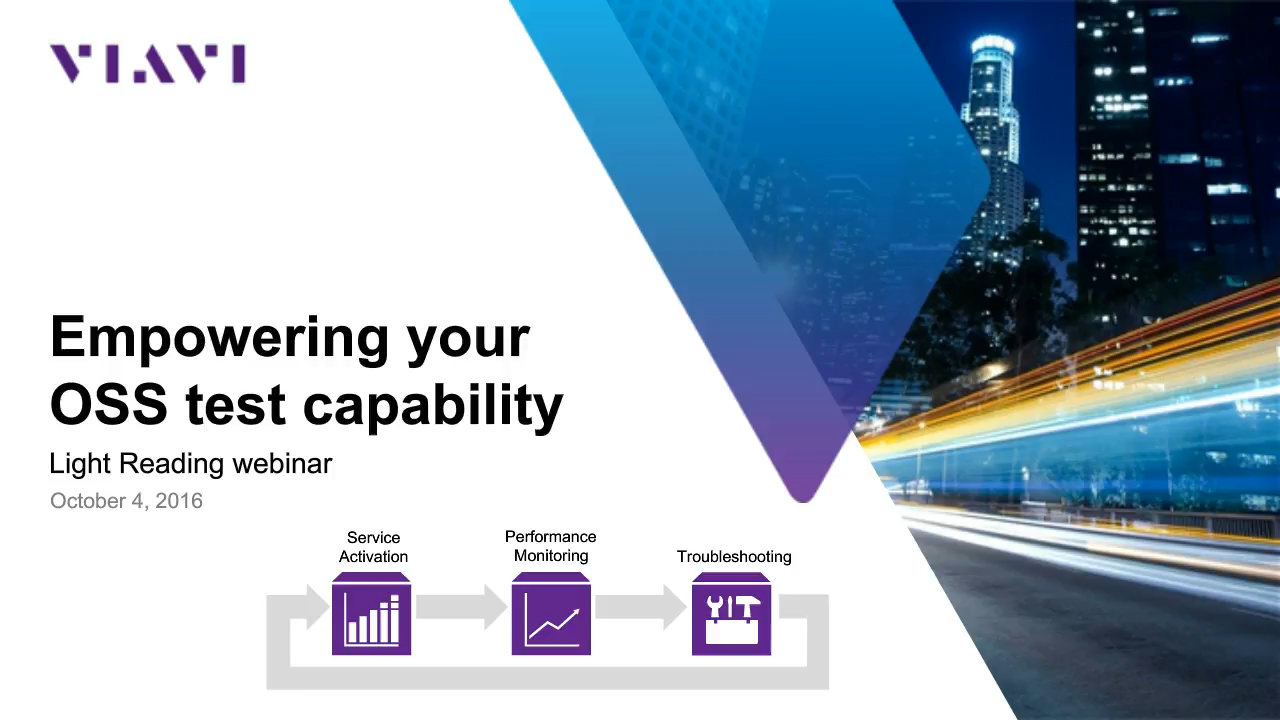 VIAVI
Empowering your
OSS test capability
Light Reading webinar
October 4, 2016
Service
Activation
Performance
Monitoring
Troubleshooting